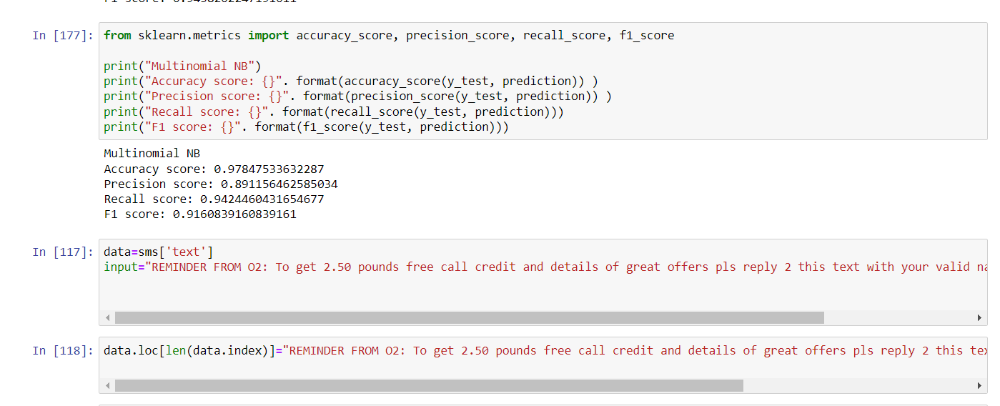 F1 score: 0.9438202247191011
In [177]: from sklearn.metrics import accuracy_score, precision_score, recall_score, f1_score
print("Multinomial NB")
print("Accuracy score: {}". format(accuracy_score(y_test, prediction)) )
print("Precision score: {}". format(precision_score(y_test, prediction)) )
print("Recall score: {}". format(recall_score(y_test, prediction)))
print("F1 score: {}". format(f1_score(y_test, prediction)))
Multinomial NB
Accuracy score: 0.97847533632287
Precision score: 0.891156462585034
Recall score: 0.9424460431654677
F1 score: 0.9160839160839161
In [117]: data=sms['text']
input="REMINDER FROM O2: To get 2.50 pounds free call credit and details of great offers pls reply 2 this text with your valid na
In [118]: data.loc[len(data.index)]="REMINDER FROM O2: To get 2.50 pounds free call credit and details of great offers pls reply 2 this tex